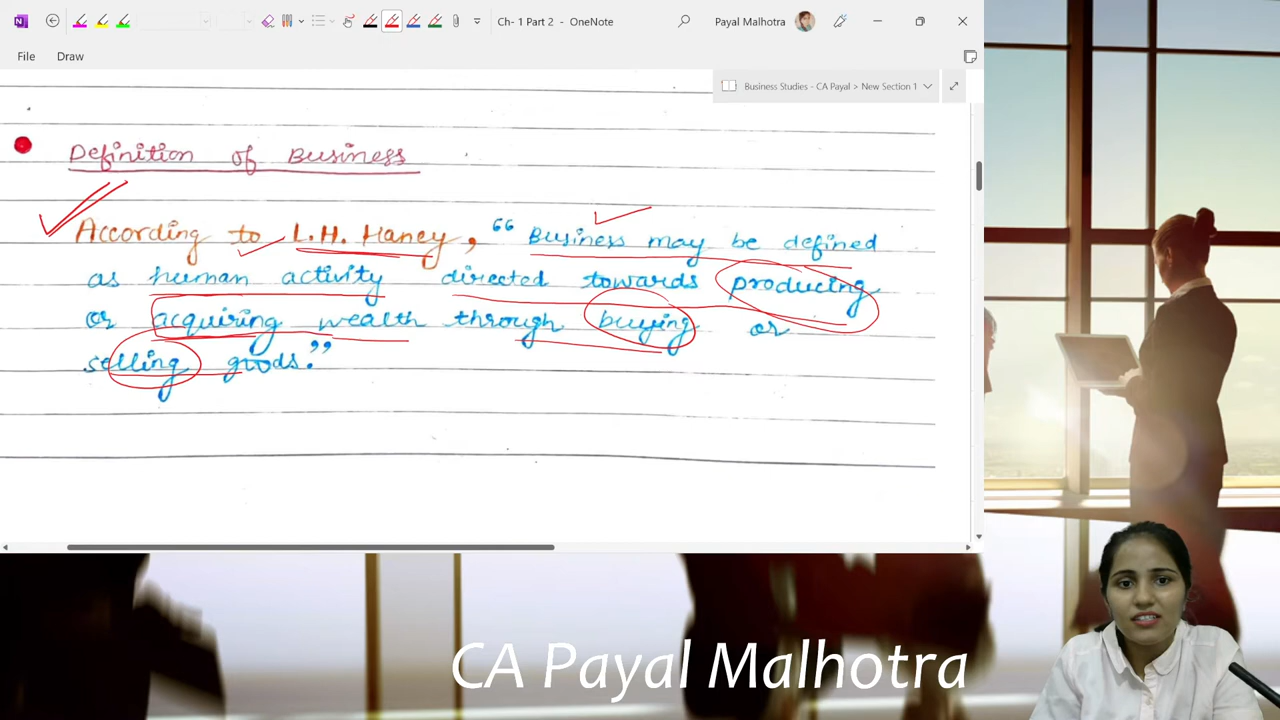 Ch- 1 Part 2 - OneNote
Payal Malhotra
File Draw
Business Studies - CA Payal > New Section 1
Definition of Business
According to L.H. Haney, “ Business may be defined
as human activity directed towards producing
or acquiring wealth through buying or
selling goods.”
CA Payal Malhotra